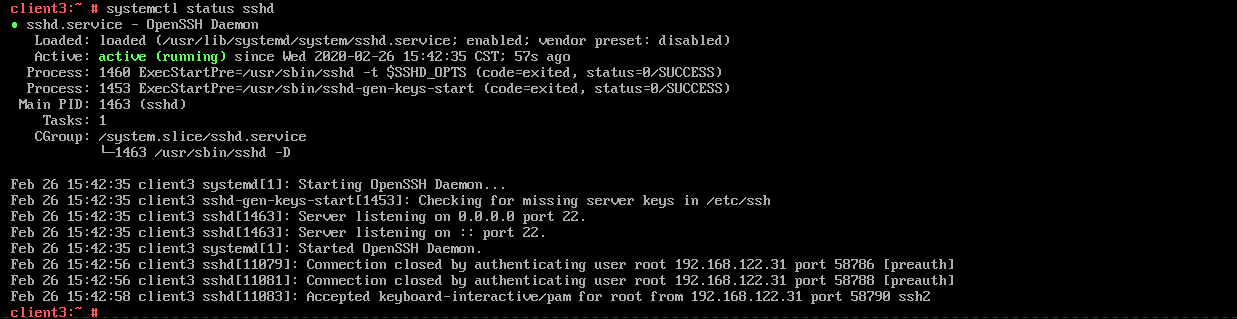 client3:~ # systemctl status sshd
● sshd.service - OpenSSH Daemon
   Loaded: loaded (/usr/lib/systemd/system/sshd.service; enabled; vendor preset: disabled)
   Active: active (running) since Wed 2020-02-26 15:42:35 CST; 57s ago
  Process: 1460 ExecStartPre=/usr/sbin/sshd -t $SSHD_OPTS (code=exited, status=0/SUCCESS)
  Process: 1453 ExecStartPre=/usr/sbin/sshd-gen-keys-start (code=exited, status=0/SUCCESS)
 Main PID: 1463 (sshd)
    Tasks: 1
   CGroup: /system.slice/sshd.service
           └─1463 /usr/sbin/sshd -D
Feb 26 15:42:35 client3 systemd[1]: Starting OpenSSH Daemon...
Feb 26 15:42:35 client3 sshd-gen-keys-start[1453]: Checking for missing server keys in /etc/ssh
Feb 26 15:42:35 client3 sshd[1463]: Server listening on 0.0.0.0 port 22.
Feb 26 15:42:35 client3 sshd[1463]: Server listening on :: port 22.
Feb 26 15:42:35 client3 systemd[1]: Started OpenSSH Daemon.
Feb 26 15:42:56 client3 sshd[11079]: Connection closed by authenticating user root 192.168.122.31 port 58786 [preauth]
Feb 26 15:42:56 client3 sshd[11081]: Connection closed by authenticating user root 192.168.122.31 port 58788 [preauth]
Feb 26 15:42:58 client3 sshd[11083]: Accepted keyboard-interactive/pam for root from 192.168.122.31 port 58790 ssh2
client3:~ #